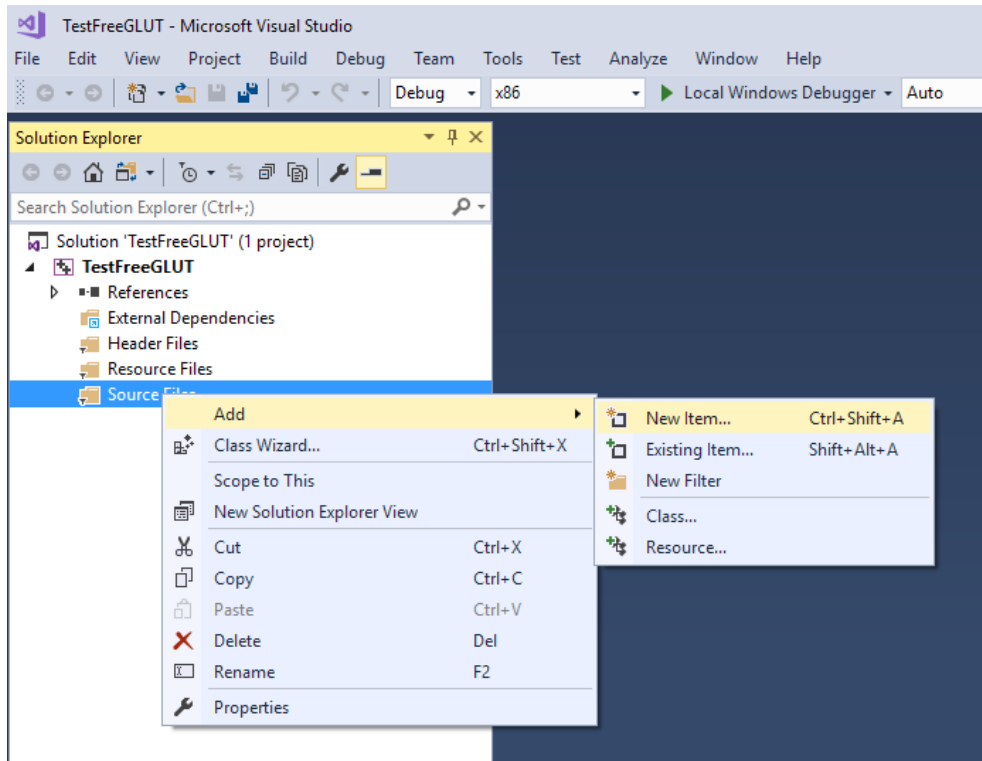 TestFreeGLUT - Microsoft Visual Studio
File Edit View Project Build Debug Team Tools Test Analyze Window Help
Debug x86 Local Windows Debugger Auto
Solution Explorer
Search Solution Explorer (Ctrl+;)
Solution 'TestFreeGLUT' (1 project)
TestFreeGLUT
References
External Dependencies
Header Files
Resource Files
Source Files
Add
Class Wizard... Ctrl+Shift+X
Scope to This
New Solution Explorer View
Cut Ctrl+X
Copy Ctrl+C
Paste Ctrl+V
Delete Del
Rename F2
Properties
New Item... Ctrl+Shift+A
Existing Item... Shift+Alt+A
New Filter
Class...
Resource...